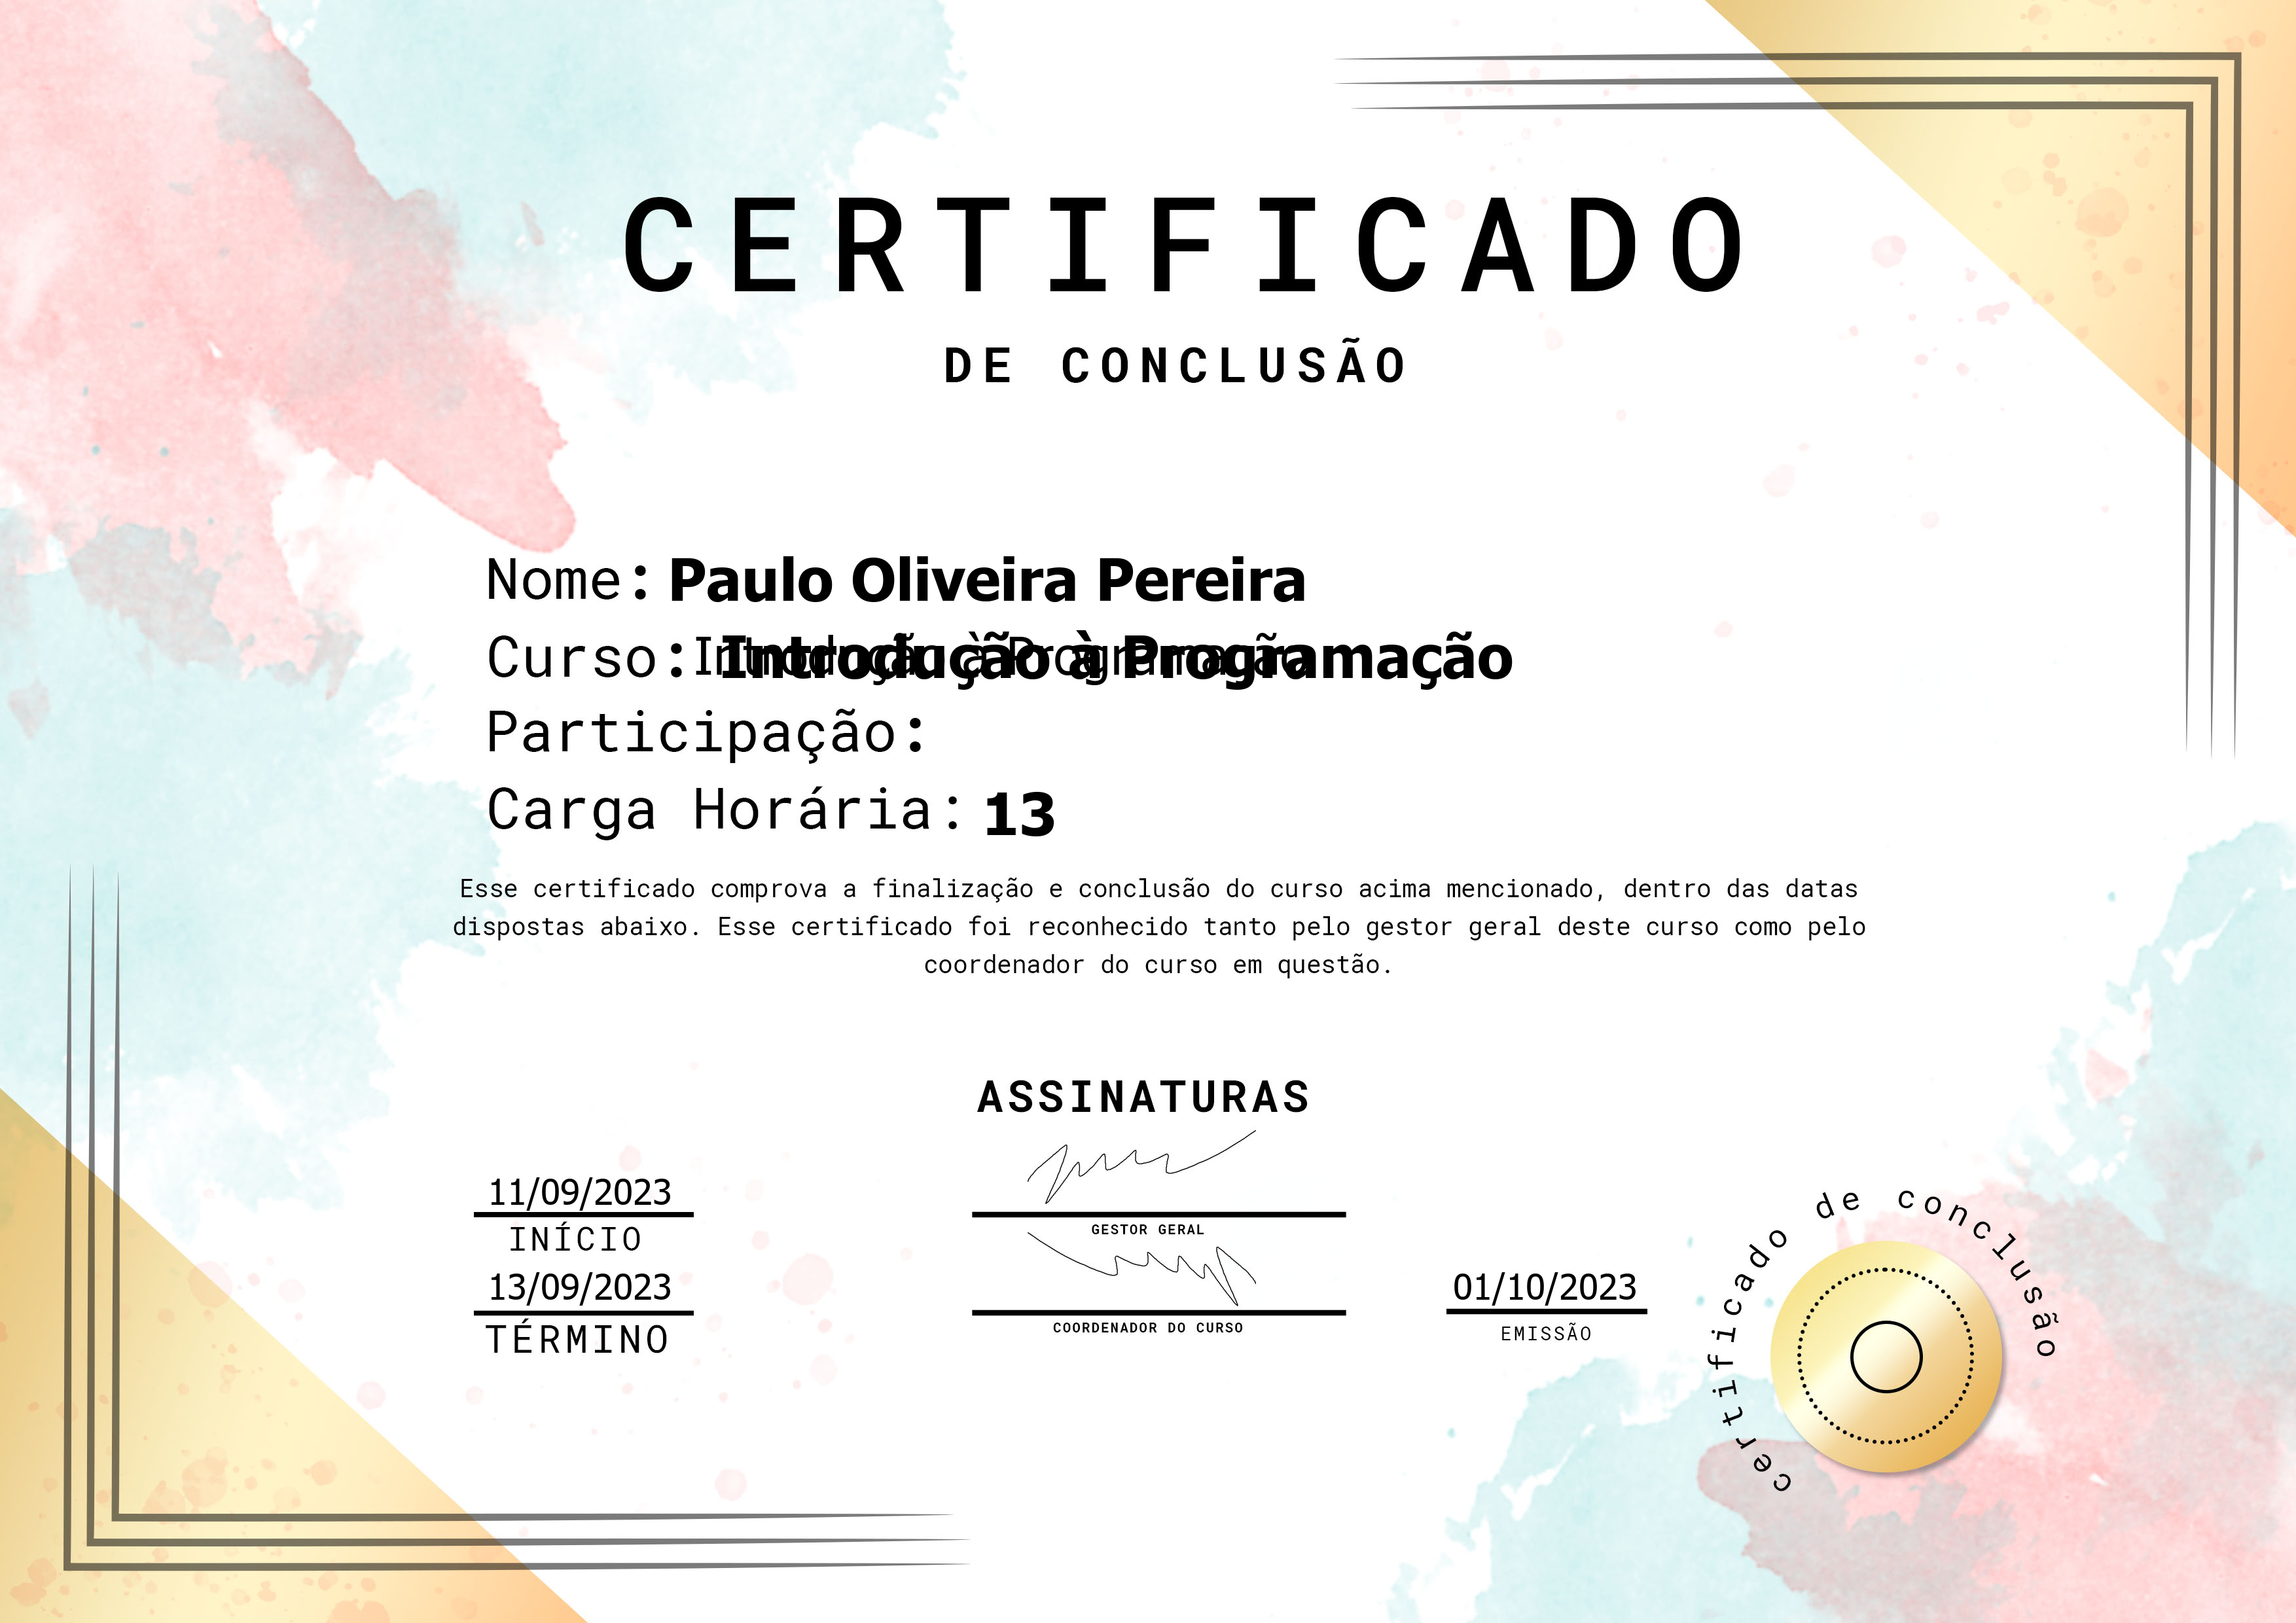 CERTIFICADO
DE CONCLUSÃO
Nome: Paulo Oliveira Pereira
Curso: Introdução à Programação Introdução à Programação
Participação:
Carga Horária: 13
Esse certificado comprova a finalização e conclusão do curso acima mencionado, dentro das datas
dispostas abaixo. Esse certificado foi reconhecido tanto pelo gestor geral deste curso como pelo
coordenador do curso em questão.
ASSINATURAS
11/09/2023
INÍCIO
GESTOR GERAL
13/09/2023
TÉRMINO
COORDENADOR DO CURSO
01/10/2023
EMISSÃO
certificado de conclusão